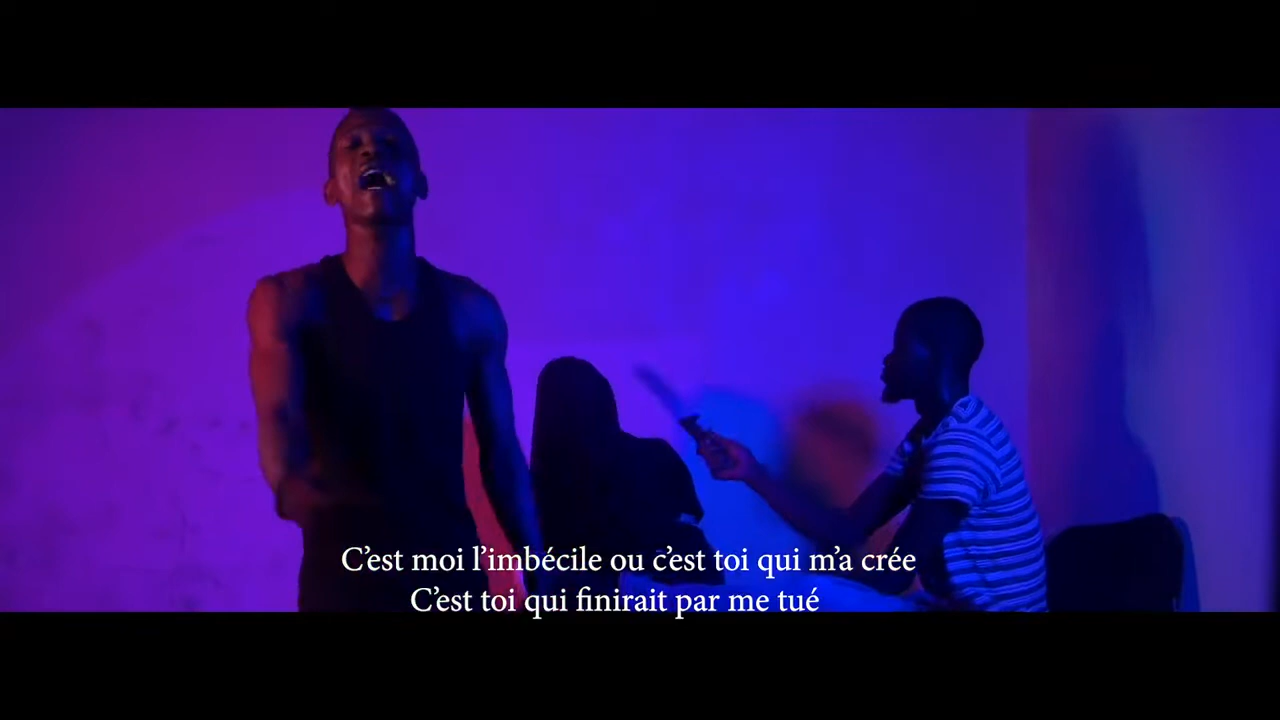 C'est moi l'imbécile ou c'est toi qui m'a crée
C'est toi qui finirait par me tué